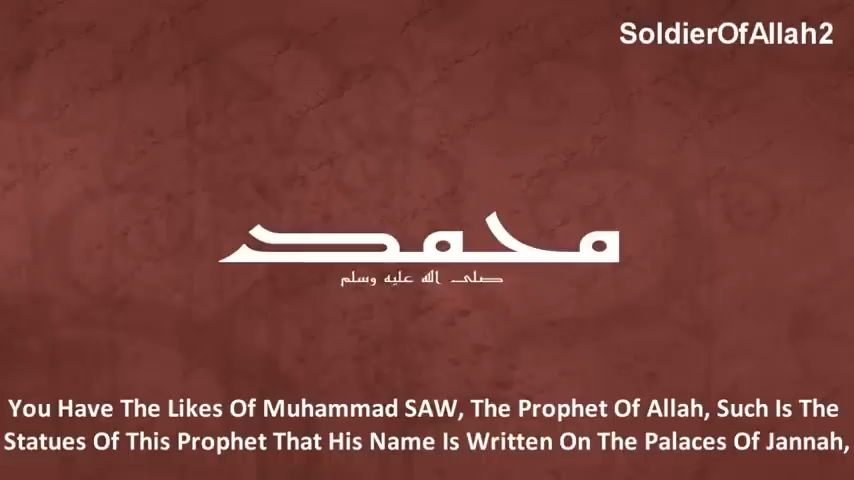 SoldierOfAllah2
محمد
صلى الله عليه وسلم
You Have The Likes Of Muhammad SAW, The Prophet Of Allah, Such Is The
Statues Of This Prophet That His Name Is Written On The Palaces Of Jannah,